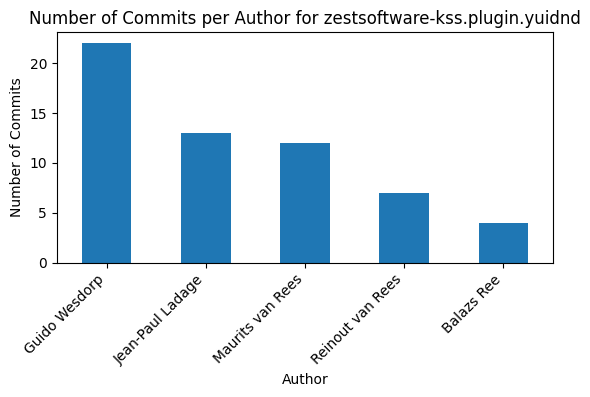 Number of Commits per Author for zestsoftware-kss.plugin.yuidnd
Number of Commits
20
15
10
5
0
Guido Wesdorp
Jean-Paul Ladage
Maurits van Rees
Reinout van Rees
Balazs Ree
Author